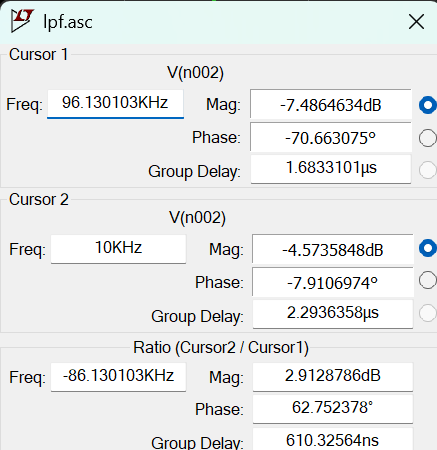 lpf.asc
Cursor 1
V(n002)
Freq: 96.130103KHz Mag: -7.4864634dB
Phase: -70.663075°
Group Delay: 1.6833101µs
Cursor 2
V(n002)
Freq: 10KHz Mag: -4.5735848dB
Phase: -7.9106974°
Group Delay: 2.2936358µs
Ratio (Cursor2 / Cursor1)
Freq: -86.130103KHz Mag: 2.9128786dB
Phase: 62.752378°
Group Delay: 610.32564ns